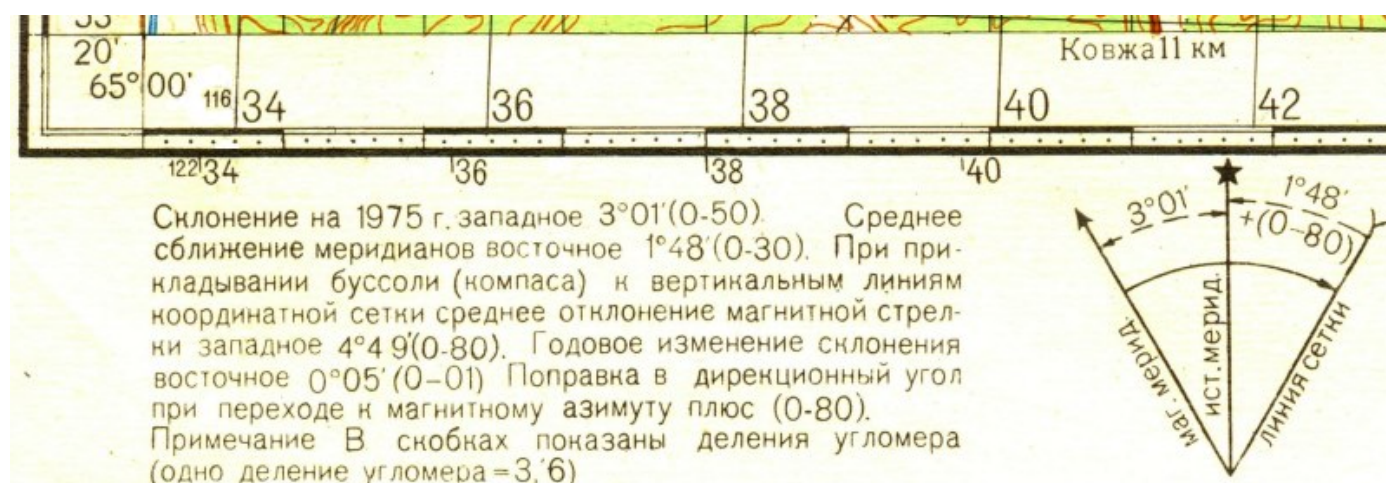 20'
Ковжа 11 км
65° 00'
116 34 36 38 40 42
122 34 36 38 40
Склонение на 1975 г. западное 3°01'(0-50). Среднее
сближение меридианов восточное 1°48'(0-30). При при-
кладывании буссоли (компаса) к вертикальным линиям
координатной сетки среднее отклонение магнитной стрел-
ки западное 4°49'(0-80). Годовое изменение склонения
восточное 0°05'(0-01) Поправка в дирекционный угол
при переходе к магнитному азимуту плюс (0-80).
Примечание В скобках показаны деления угломера
(одно деление угломера=3,'6)
3°01'
1°48'
+(0-80)
маг. мерид.
ист. мерид.
линия сетки